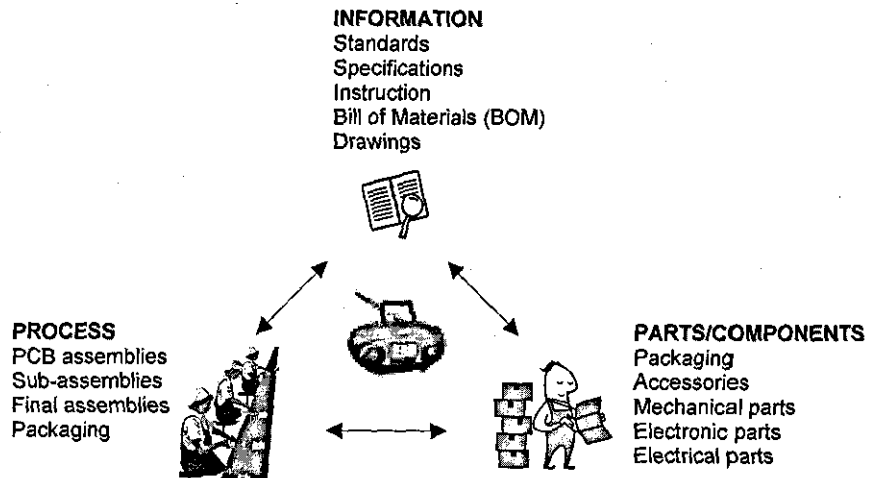 INFORMATION
Standards
Specifications
Instruction
Bill of Materials (BOM)
Drawings
PROCESS
PCB assemblies
Sub-assemblies
Final assemblies
Packaging
PARTS/COMPONENTS
Packaging
Accessories
Mechanical parts
Electronic parts
Electrical parts